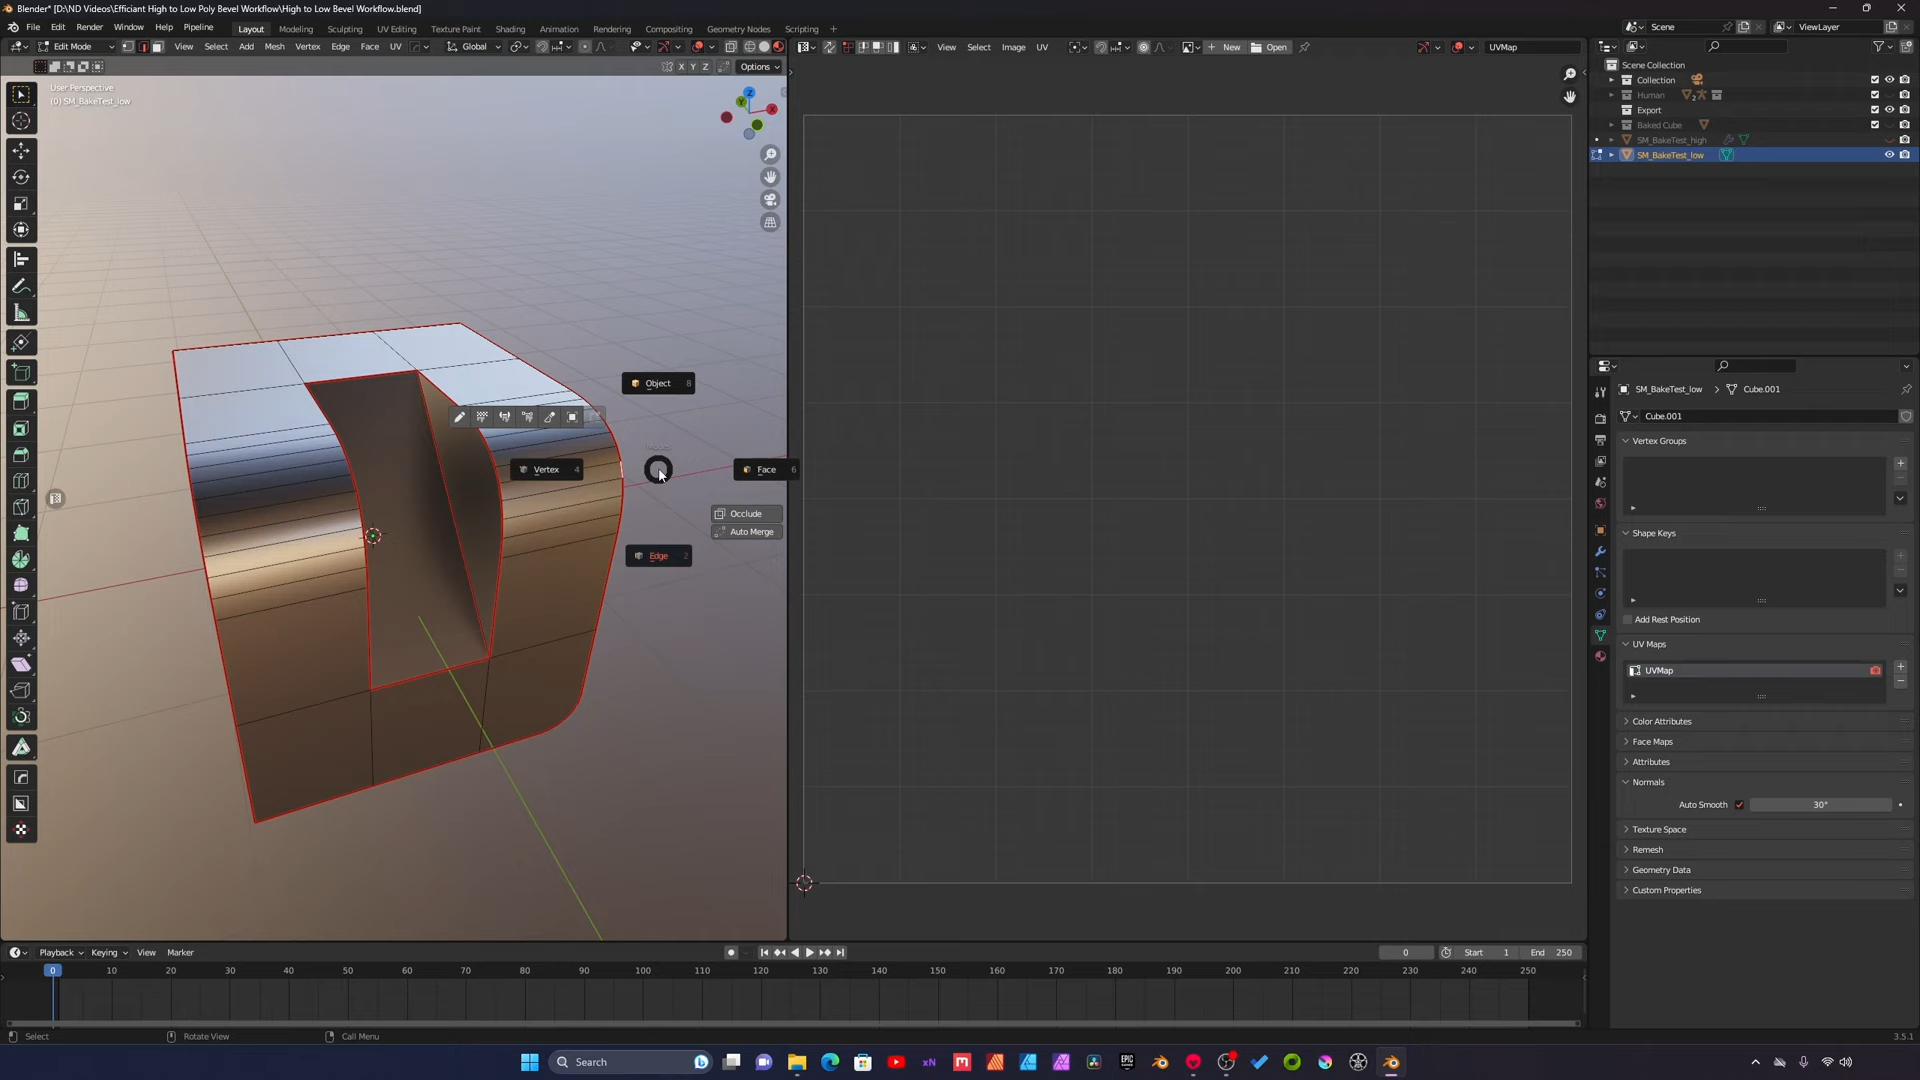 Blender* [D:\ND Videos\Efficiant High to Low Poly Bevel Workflow\High to Low Bevel Workflow.blend]
File Edit Render Window Help Pipeline Layout Modeling Sculpting UV Editing Texture Paint Shading Animation Rendering Compositing Geometry Nodes Scripting + Scene ViewLayer
Edit Mode View Select Add Mesh Vertex Edge Face UV Global View Select Image UV New Open UVMap
X Y Z Options
User Perspective
(0) SM_BakeTest_low
Z
Y
X
Scene Collection
Collection
Human 2
Export
Baked Cube
SM_BakeTest_high
SM_BakeTest_low
Object 8
Vertex 4
Face 6
Occlude
Auto Merge
Edge 2
SM_BakeTest_low > Cube.001
Cube.001
Vertex Groups
Shape Keys
Add Rest Position
UV Maps
UVMap
Color Attributes
Face Maps
Attributes
Normals
Auto Smooth 30°
Texture Space
Remesh
Geometry Data
Custom Properties
Playback Keying View Marker 0 Start 1 End 250
0 10 20 30 40 50 60 70 80 90 100 110 120 130 140 150 160 170 180 190 200 210 220 230 240 250
Select Rotate View Call Menu 3.5.1
Search xN EPIC